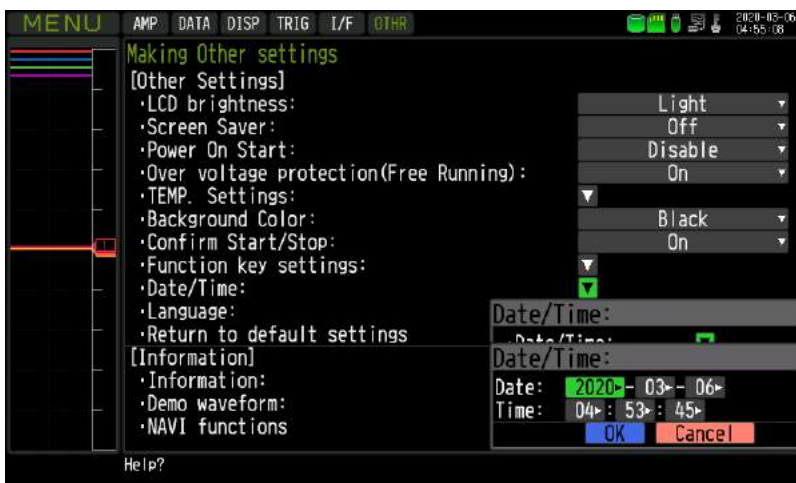 MENU AMP DATA DISP TRIG I/F OTHR 2020-03-06
04:55:08
Making Other settings
[Other Settings]
·LCD brightness: Light
·Screen Saver: Off
·Power On Start: Disable
·Over voltage protection(Free Running): On
·TEMP. Settings:
·Background Color: Black
·Confirm Start/Stop: On
·Function key settings:
·Date/Time:
·Language:
Date/Time:
·Return to default settings
·Date/Time:
[Information]
Date/Time:
·Information:
Date: 2020 - 03 - 06
·Demo waveform:
Time: 04 : 53 : 45
·NAVI functions
OK Cancel
Help?
1